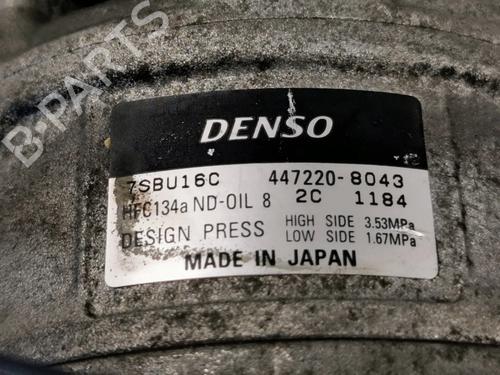 B-PARTS
DENSO
7SBU16C 447220-8043
HFC134a ND-OIL 8 2C 1184
DESIGN PRESS HIGH SIDE 3.53MPa
LOW SIDE 1.67MPa
MADE IN JAPAN